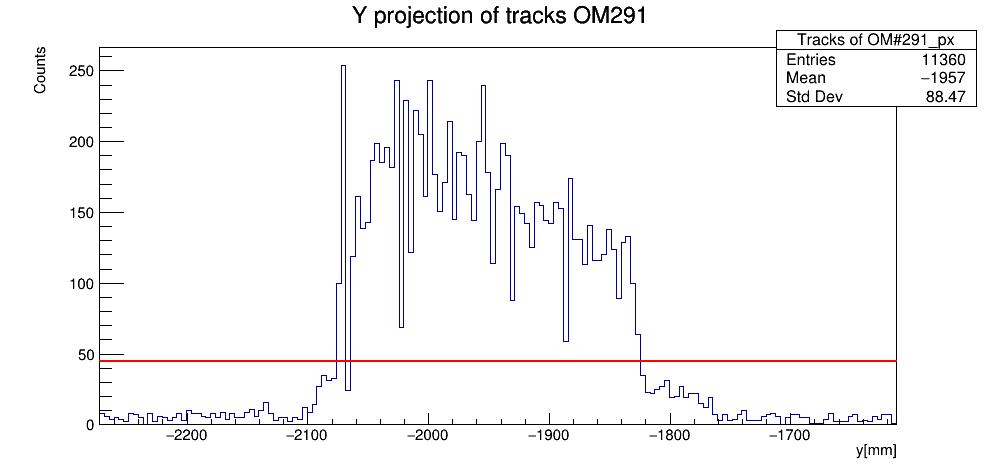 Y projection of tracks OM291
Tracks of OM#291_px
Entries 11360
Mean −1957
Std Dev 88.47
Counts
250
200
150
100
50
0
−2200 −2100 −2000 −1900 −1800 −1700
y[mm]